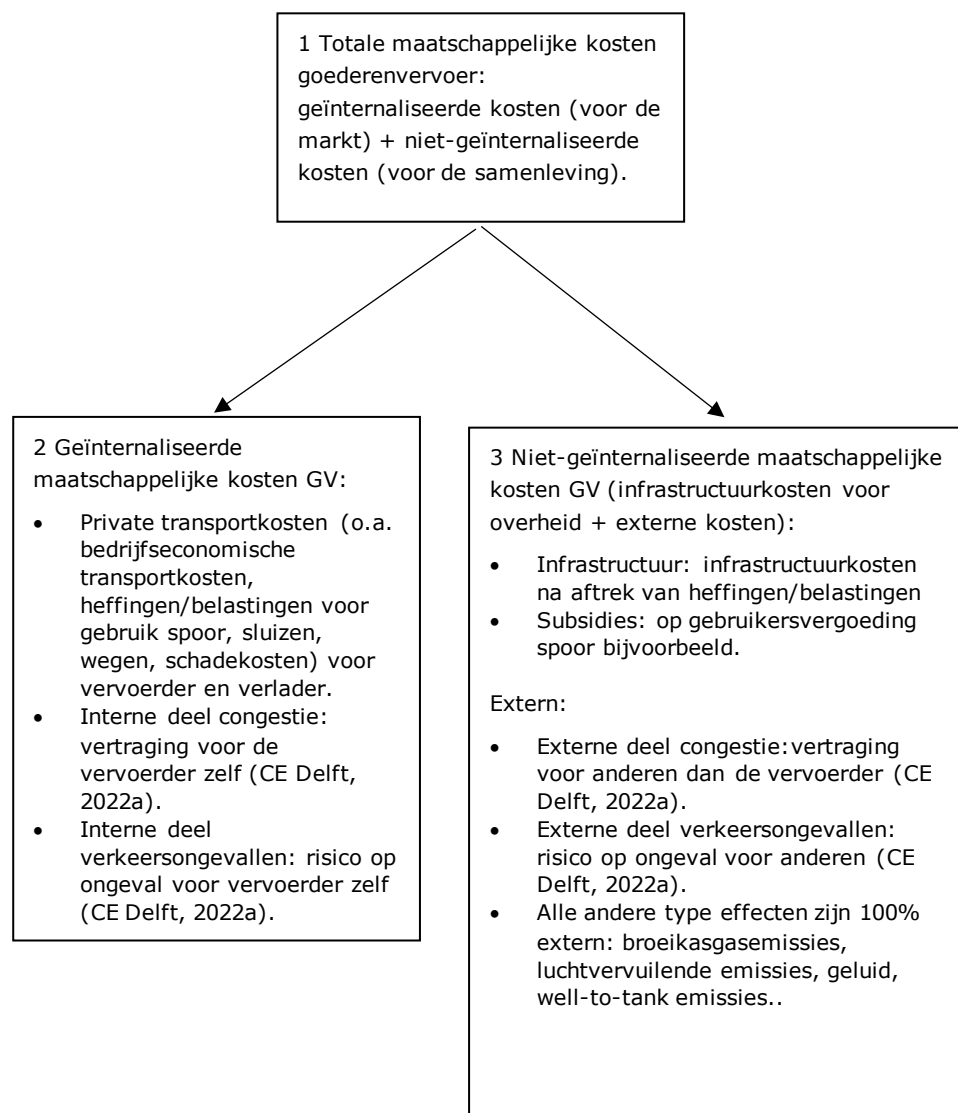 1 Totale maatschappelijke kosten
goederenvervoer:
geïnternaliseerde kosten (voor de
markt) + niet-geïnternaliseerde
kosten (voor de samenleving).
2 Geïnternaliseerde
maatschappelijke kosten GV:
• Private transportkosten (o.a.
bedrijfseconomische
transportkosten,
heffingen/belastingen voor
gebruik spoor, sluizen,
wegen, schadekosten) voor
vervoerder en verlader.
• Interne deel congestie:
vertraging voor de
vervoerder zelf (CE Delft,
2022a).
• Interne deel
verkeersongevallen: risico op
ongeval voor vervoerder zelf
(CE Delft, 2022a).
3 Niet-geïnternaliseerde maatschappelijke
kosten GV (infrastructuurkosten voor
overheid + externe kosten):
• Infrastructuur: infrastructuurkosten
na aftrek van heffingen/belastingen
• Subsidies: op gebruikersvergoeding
spoor bijvoorbeeld.
Extern:
• Externe deel congestie:vertraging
voor anderen dan de vervoerder (CE
Delft, 2022a).
• Externe deel verkeersongevallen:
risico op ongeval voor anderen (CE
Delft, 2022a).
• Alle andere type effecten zijn 100%
extern: broeikasgasemissies,
luchtvervuilende emissies, geluid,
well-to-tank emissies..